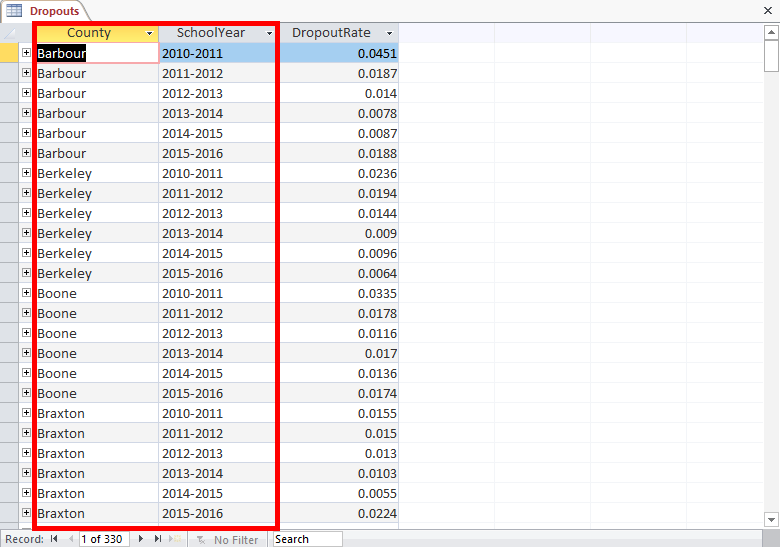 Dropouts
County SchoolYear DropoutRate
Barbour 2010-2011 0.0451
Barbour 2011-2012 0.0187
Barbour 2012-2013 0.014
Barbour 2013-2014 0.0078
Barbour 2014-2015 0.0087
Barbour 2015-2016 0.0188
Berkeley 2010-2011 0.0236
Berkeley 2011-2012 0.0194
Berkeley 2012-2013 0.0144
Berkeley 2013-2014 0.009
Berkeley 2014-2015 0.0096
Berkeley 2015-2016 0.0064
Boone 2010-2011 0.0335
Boone 2011-2012 0.0178
Boone 2012-2013 0.0116
Boone 2013-2014 0.017
Boone 2014-2015 0.0136
Boone 2015-2016 0.0174
Braxton 2010-2011 0.0155
Braxton 2011-2012 0.015
Braxton 2012-2013 0.013
Braxton 2013-2014 0.0103
Braxton 2014-2015 0.0055
Braxton 2015-2016 0.0224
Record: 1 of 330 No Filter Search